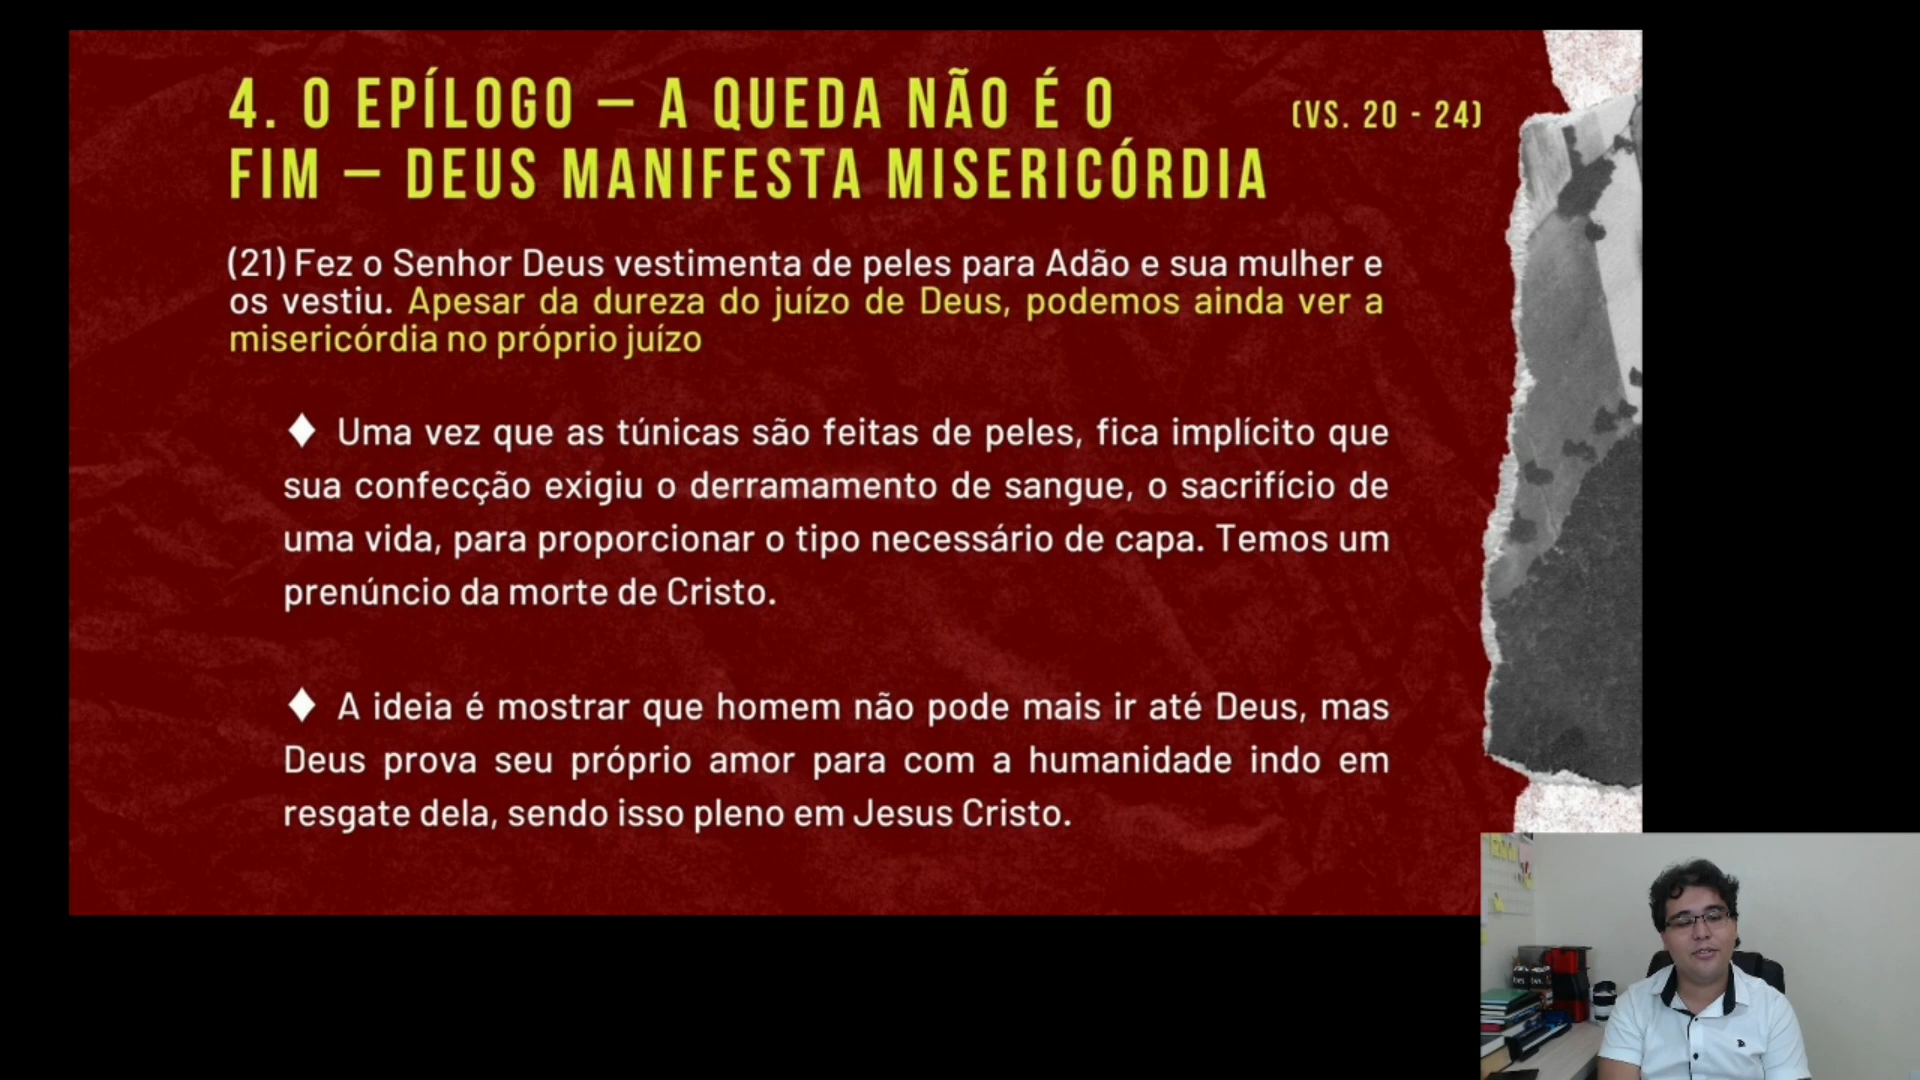 4. O EPÍLOGO – A QUEDA NÃO É O
(VS. 20 - 24)
FIM – DEUS MANIFESTA MISERICÓRDIA
(21) Fez o Senhor Deus vestimenta de peles para Adão e sua mulher e
os vestiu. Apesar da dureza do juízo de Deus, podemos ainda ver a
misericórdia no próprio juízo
♦ Uma vez que as túnicas são feitas de peles, fica implícito que
sua confecção exigiu o derramamento de sangue, o sacrifício de
uma vida, para proporcionar o tipo necessário de capa. Temos um
prenúncio da morte de Cristo.
♦ A ideia é mostrar que homem não pode mais ir até Deus, mas
Deus prova seu próprio amor para com a humanidade indo em
resgate dela, sendo isso pleno em Jesus Cristo.